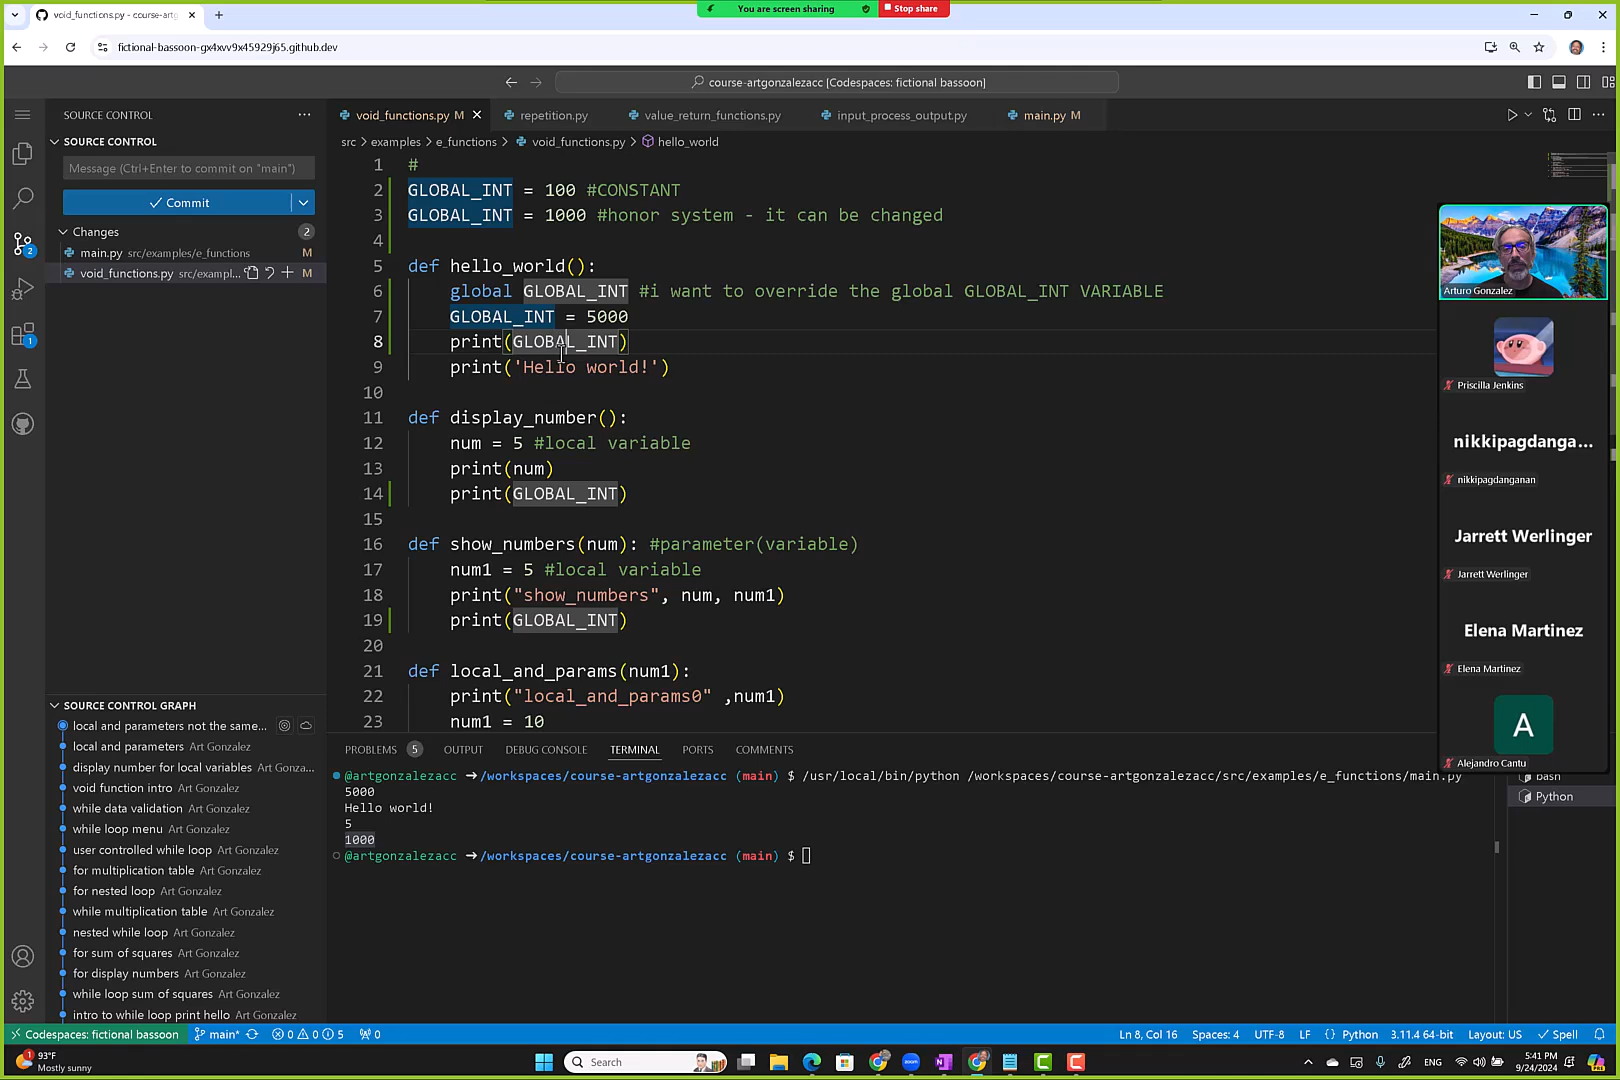 You are screen sharing
Stop share
void_functions.py - course-artg
fictional-bassoon-gx4xvv9x45929j65.github.dev
course-artgonzalezacc [Codespaces: fictional bassoon]
SOURCE CONTROL
SOURCE CONTROL
Message (Ctrl+Enter to commit on "main")
Commit
Changes 2
main.py src/examples/e_functions M
void_functions.py src/exampl... M
2
1
void_functions.py M
repetition.py
value_return_functions.py
input_process_output.py
main.py M
src > examples > e_functions > void_functions.py > hello_world
1 #
2 GLOBAL_INT = 100 #CONSTANT
3 GLOBAL_INT = 1000 #honor system - it can be changed
4
5 def hello_world():
6 global GLOBAL_INT #i want to override the global GLOBAL_INT VARIABLE
7 GLOBAL_INT = 5000
8 print(GLOBAL_INT)
9 print('Hello world!')
10
11 def display_number():
12 num = 5 #local variable
13 print(num)
14 print(GLOBAL_INT)
15
16 def show_numbers(num): #parameter(variable)
17 num1 = 5 #local variable
18 print("show_numbers", num, num1)
19 print(GLOBAL_INT)
20
21 def local_and_params(num1):
22 print("local_and_params0" ,num1)
23 num1 = 10
Arturo Gonzalez
Priscilla Jenkins
nikkipagdanga...
nikkipagdanganan
Jarrett Werlinger
Jarrett Werlinger
Elena Martinez
Elena Martinez
A
Alejandro Cantu
SOURCE CONTROL GRAPH
local and parameters not the same...
local and parameters Art Gonzalez
display number for local variables Art Gonza...
void function intro Art Gonzalez
while data validation Art Gonzalez
while loop menu Art Gonzalez
user controlled while loop Art Gonzalez
for multiplication table Art Gonzalez
for nested loop Art Gonzalez
while multiplication table Art Gonzalez
nested while loop Art Gonzalez
for sum of squares Art Gonzalez
for display numbers Art Gonzalez
while loop sum of squares Art Gonzalez
intro to while loop print hello Art Gonzalez
PROBLEMS 5 OUTPUT DEBUG CONSOLE TERMINAL PORTS COMMENTS
@artgonzalezacc ➜/workspaces/course-artgonzalezacc (main) $ /usr/local/bin/python /workspaces/course-artgonzalezacc/src/examples/e_functions/main.py
5000
Hello world!
5
1000
@artgonzalezacc ➜/workspaces/course-artgonzalezacc (main) $
bash
Python
Codespaces: fictional bassoon main* 0 0 5 0
Ln 8, Col 16 Spaces: 4 UTF-8 LF {} Python 3.11.4 64-bit Layout: US Spell
1
93°F
Mostly sunny
Search
ENG
5:41 PM
9/24/2024